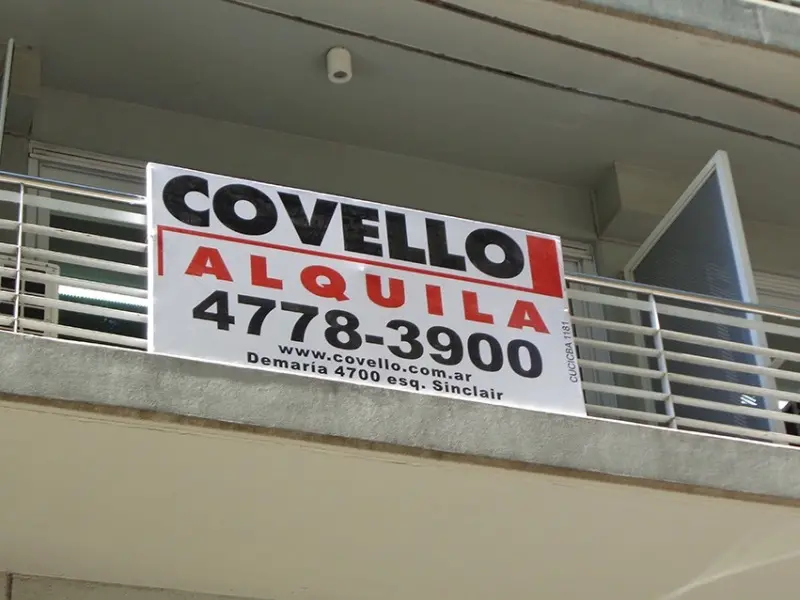 COVELLO
ALQUILA
4778-3900
www.covello.com.ar
Demaría 4700 esq. Sinclair
CUCICBA 1181